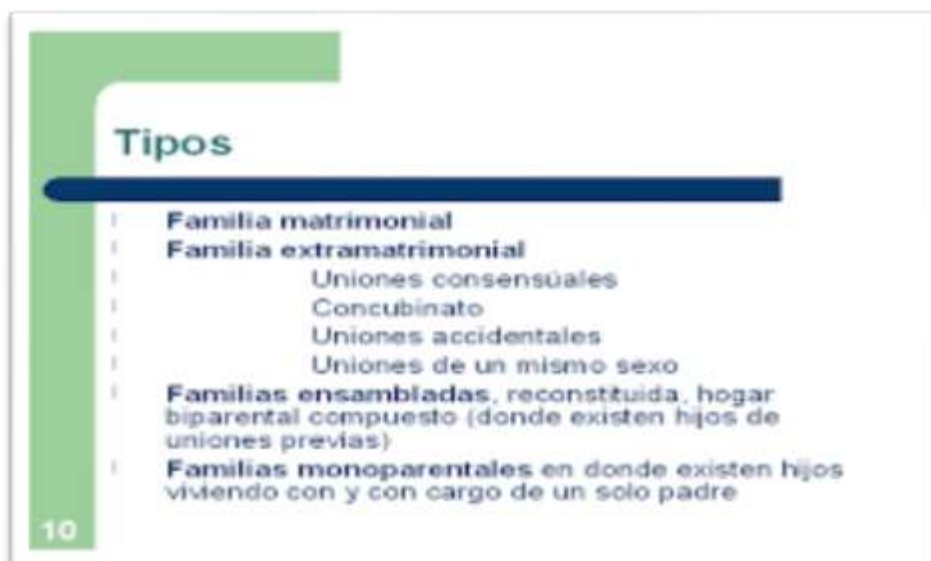 Tipos
Familia matrimonial
Familia extramatrimonial
Uniones consensúales
Concubinato
Uniones accidentales
Uniones de un mismo sexo
Familias ensambladas, reconstituida, hogar
biparental compuesto (donde existen hijos de
uniones previas)
Familias monoparentales en donde existen hijos
viviendo con y con cargo de un solo padre
10